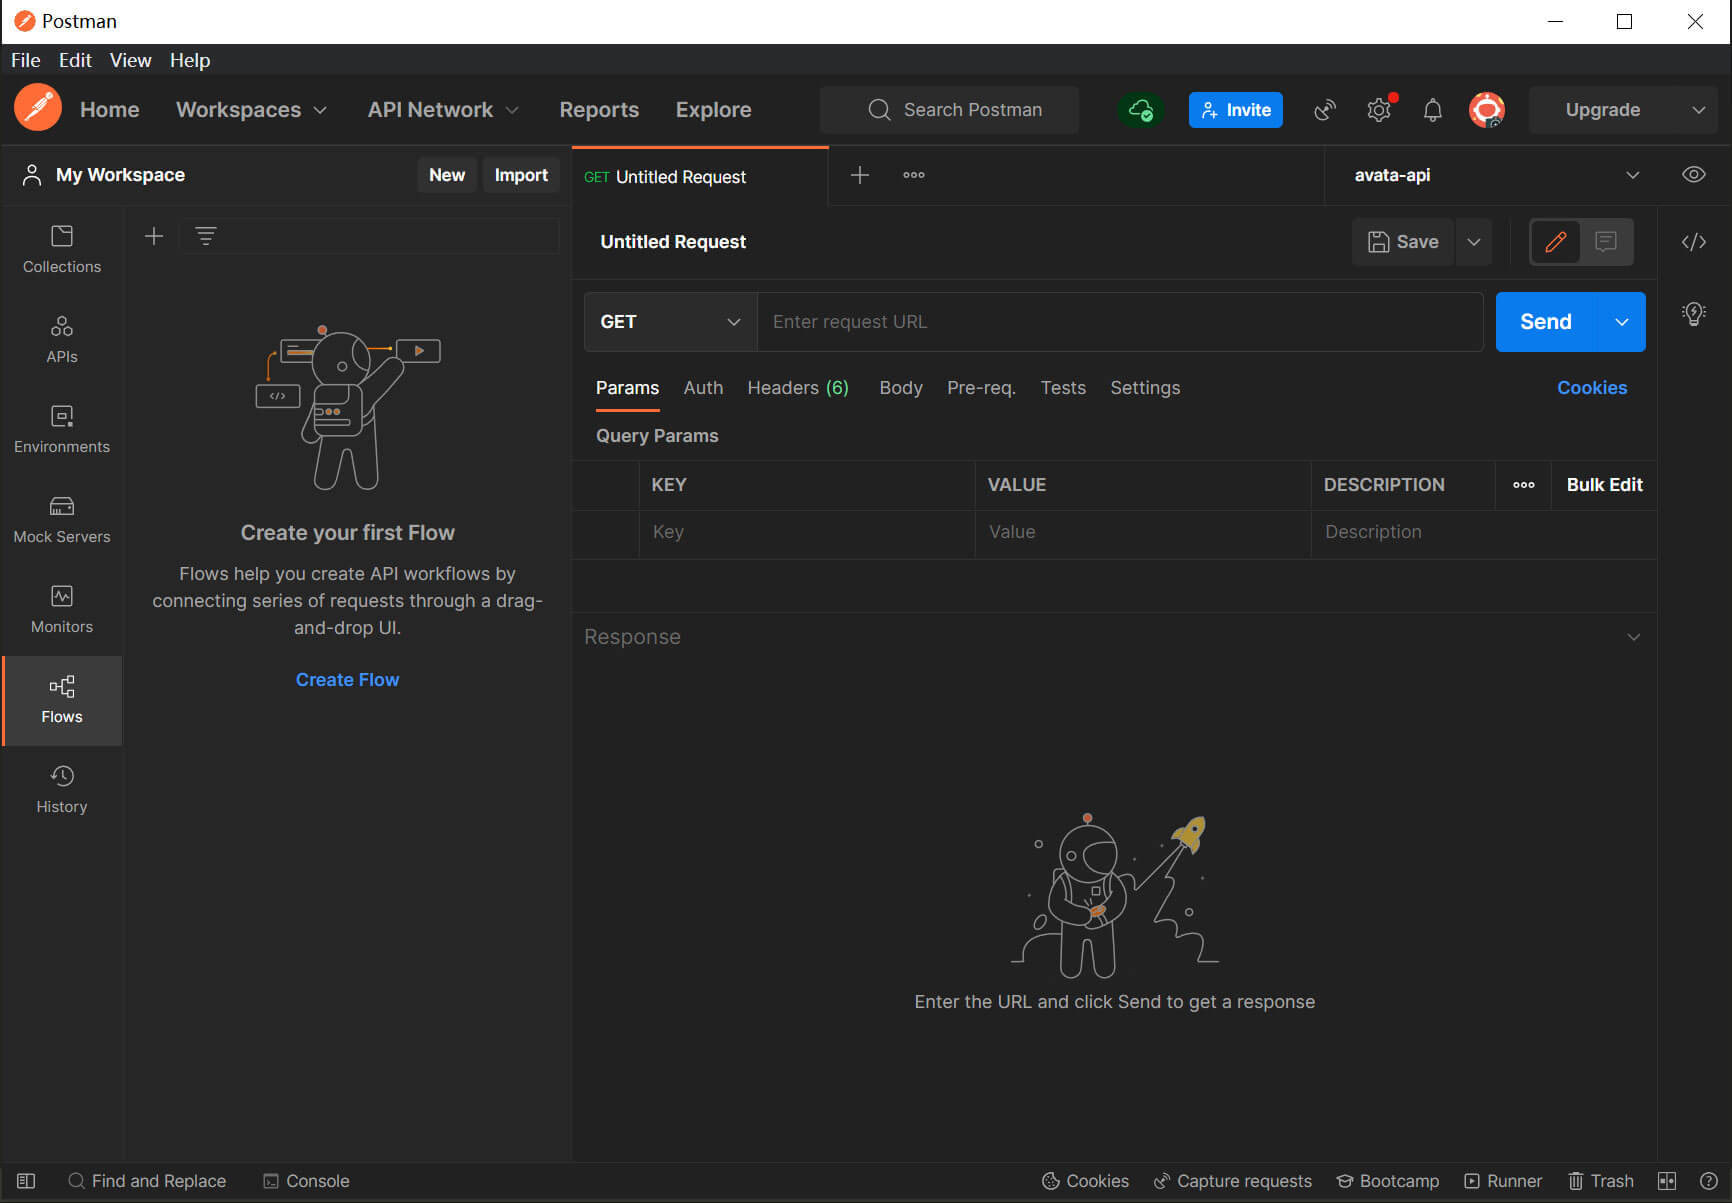 Postman
File Edit View Help
Home Workspaces API Network Reports Explore Search Postman Invite Upgrade
My Workspace New Import
GET Untitled Request
avata-api
Collections
APIs
Environments
Mock Servers
Monitors
Flows
History
</>
Create your first Flow
Flows help you create API workflows by
connecting series of requests through a drag-
and-drop UI.
Create Flow
Untitled Request
Save
</>
GET Enter request URL Send
Params Auth Headers (6) Body Pre-req. Tests Settings Cookies
Query Params
KEY VALUE DESCRIPTION Bulk Edit
Key Value Description
Response
Enter the URL and click Send to get a response
Find and Replace Console Cookies Capture requests Bootcamp Runner Trash